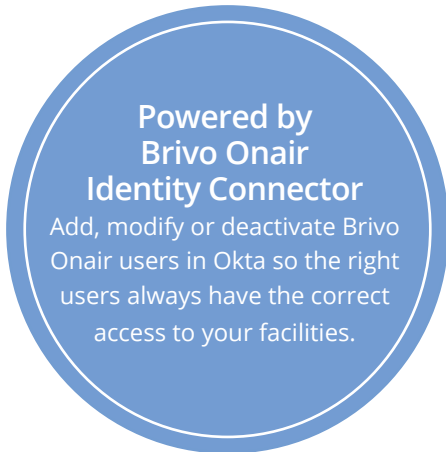 Powered by
Brivo Onair
Identity Connector
Add, modify or deactivate Brivo
Onair users in Okta so the right
users always have the correct
access to your facilities.